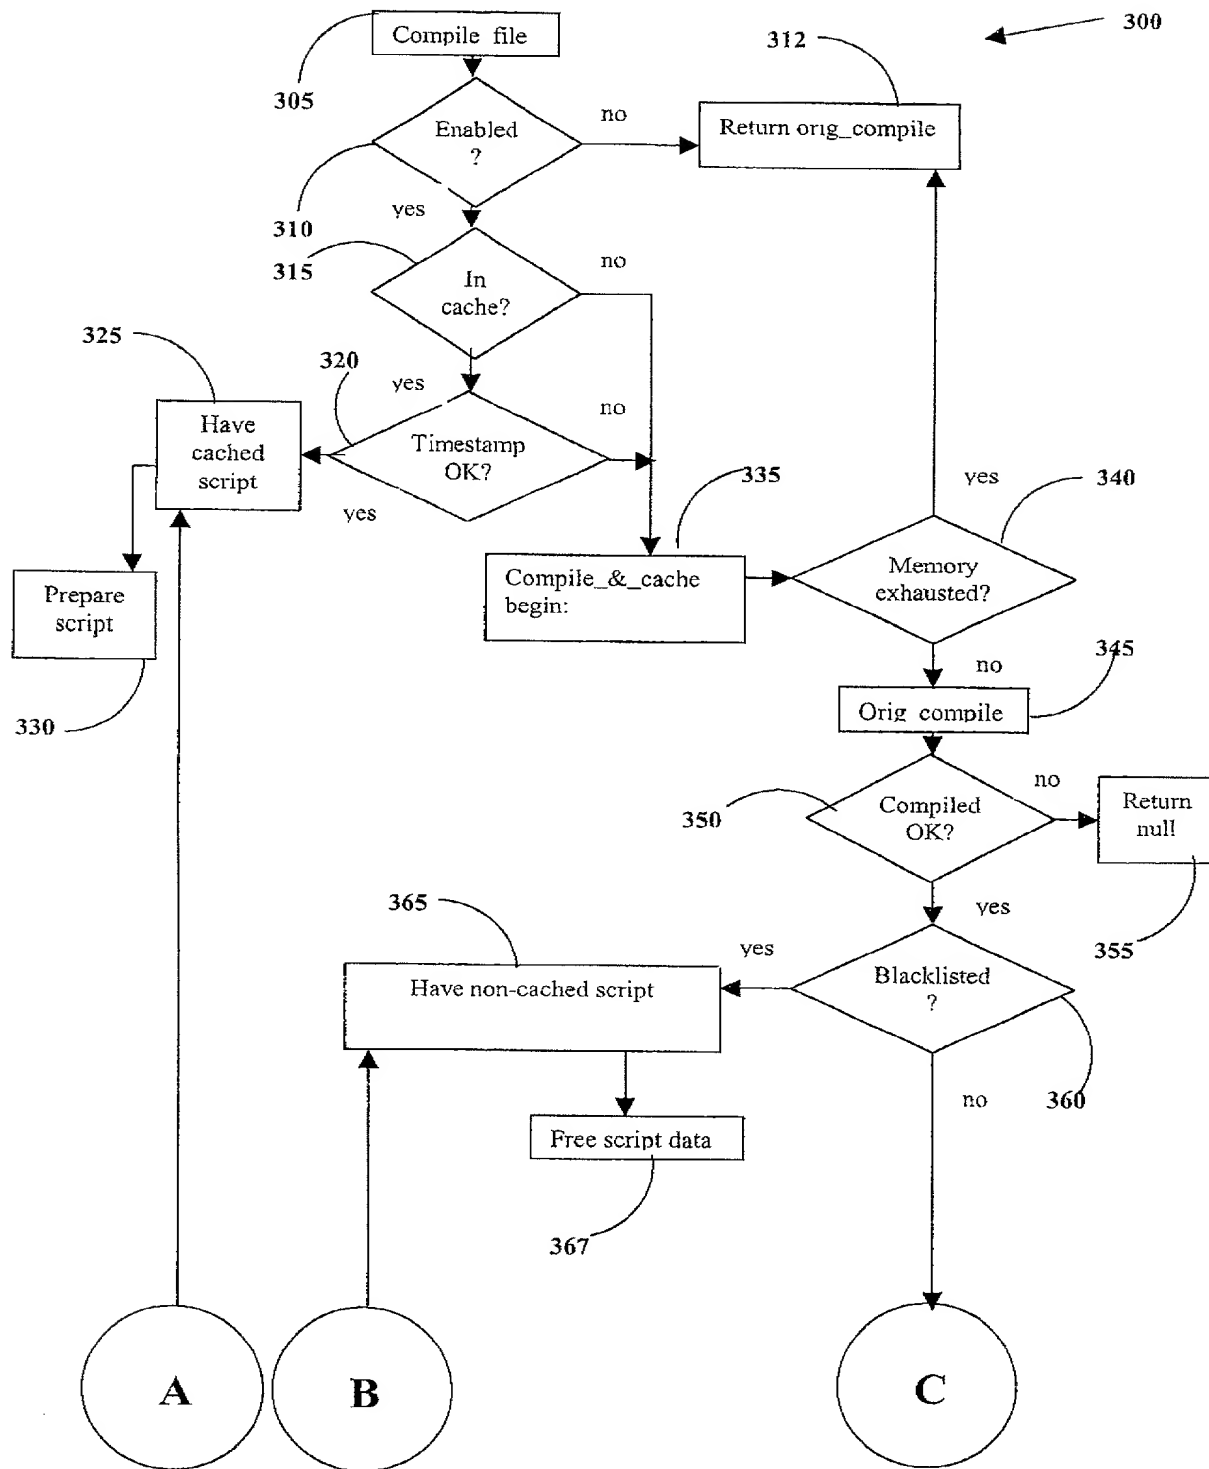 300
305
Compile file
312
Return orig_compile
Enabled
?
no
310
yes
315
In
cache?
no
325
320
yes
Have
cached
script
Timestamp
OK?
no
yes
335
Compile_&_cache
begin:
yes
340
Memory
exhausted?
Prepare
script
330
no
345
Orig compile
350
Compiled
OK?
no
Return
null
355
yes
365
Have non-cached script
yes
Blacklisted
?
360
no
Free script data
367
A
B
C